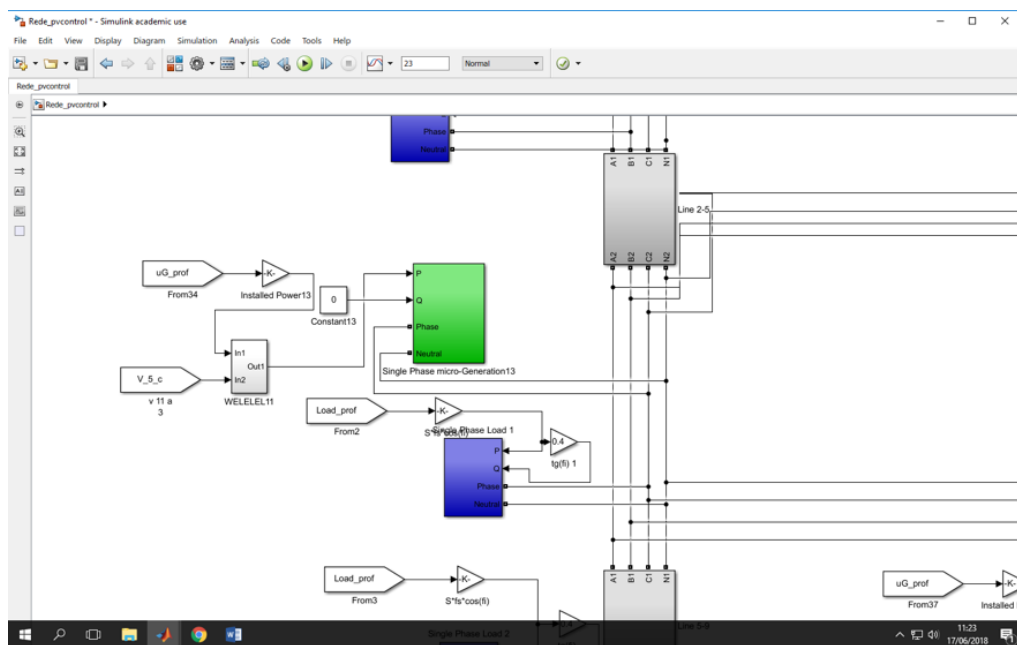 Rede_pvcontrol * - Simulink academic use
File Edit View Display Diagram Simulation Analysis Code Tools Help
23 Normal
Rede_pvcontrol
Rede_pvcontrol
Phase
Neutral
A1 B1 C1 N1
Line 2-5
A2 B2 C2 N2
uG_prof
From34
-K-
Installed Power13
0
Constant13
P
Q
Phase
Neutral
Single Phase micro-Generation13
In1
In2
Out1
WELELEL11
V_5_c
v 11 a
3
Load_prof
From2
-K-
S*fs*cos(fi)
Single Phase Load 1
0.4
tg(fi) 1
P
Q
Phase
Neutral
Load_prof
From3
-K-
S*fs*cos(fi)
0.4
Single Phase Load 2
A1 B1 C1 N1
Line 5-9
uG_prof
From37
-K-
Installed
11:23
17/06/2018